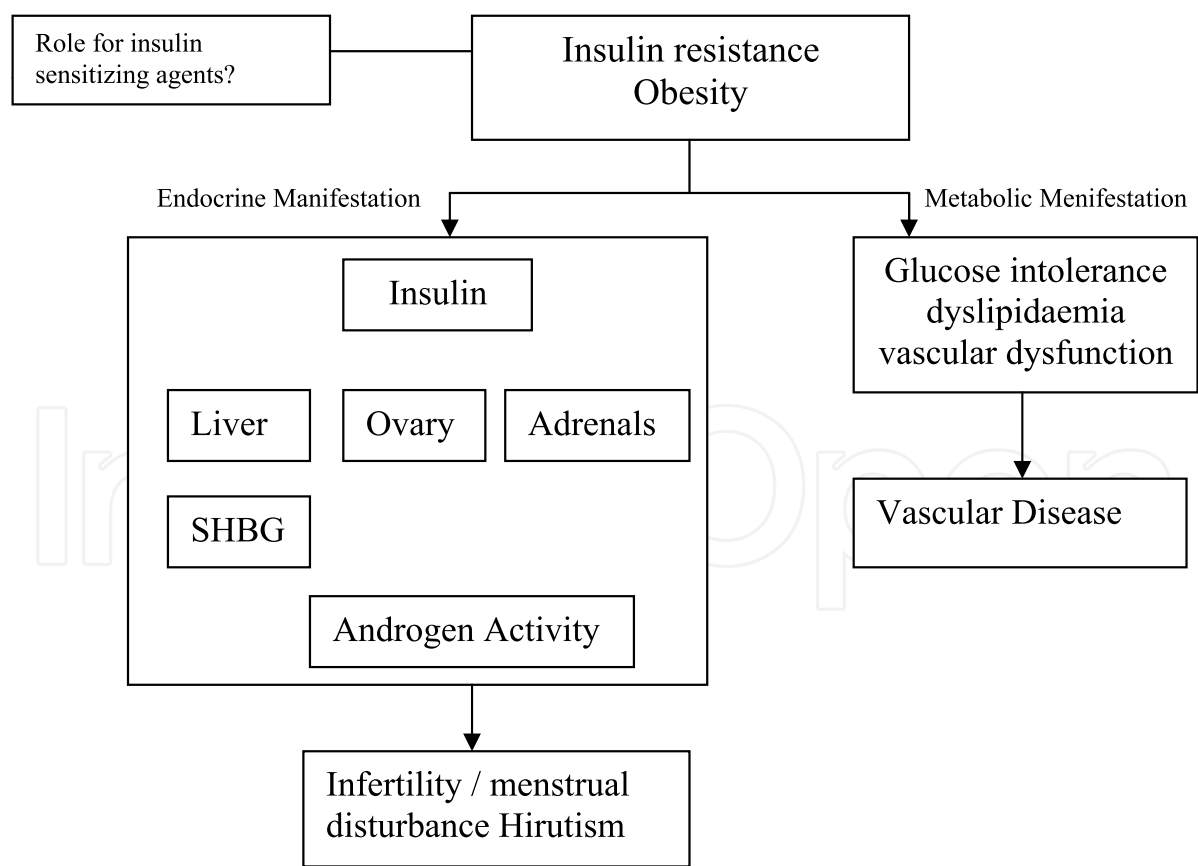 Role for insulin
sensitizing agents?
Insulin resistance
Obesity
Endocrine Manifestation
Metabolic Menifestation
Insulin
Liver
Ovary
Adrenals
SHBG
Androgen Activity
Infertility / menstrual
disturbance Hirutism
Glucose intolerance
dyslipidaemia
vascular dysfunction
Vascular Disease